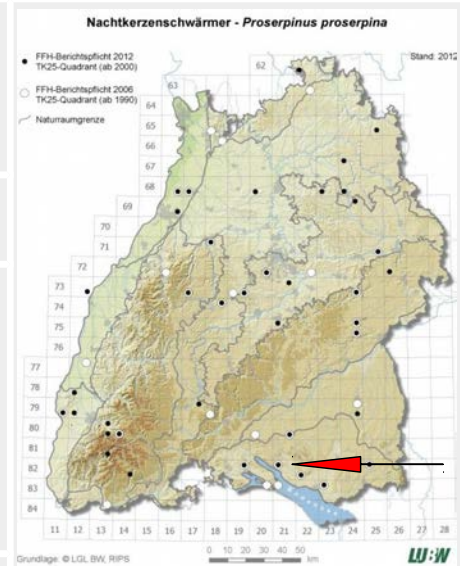 Nachtkerzenschwärmer - Proserpinus proserpina
FFH-Berichtspflicht 2012
TK25-Quadrant (ab 2000)
FFH-Berichtspflicht 2006
TK25-Quadrant (ab 1990)
Naturraumgrenze
Stand: 2012
62
63
64
65
66
67
68
69
70
71
72
73
74
75
76
77
78
79
80
81
82
83
84
11 12 13 14 15 16 17 18 19 20 21 22 23 24 25 26 27 28
Grundlage: © LGL BW, RIPS
0 10 20 30 40 50
km
LUBW